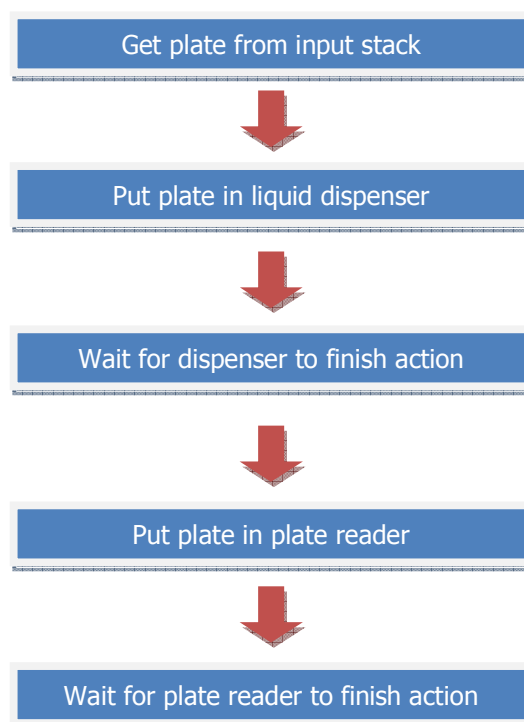 Get plate from input stack
Put plate in liquid dispenser
Wait for dispenser to finish action
Put plate in plate reader
Wait for plate reader to finish action